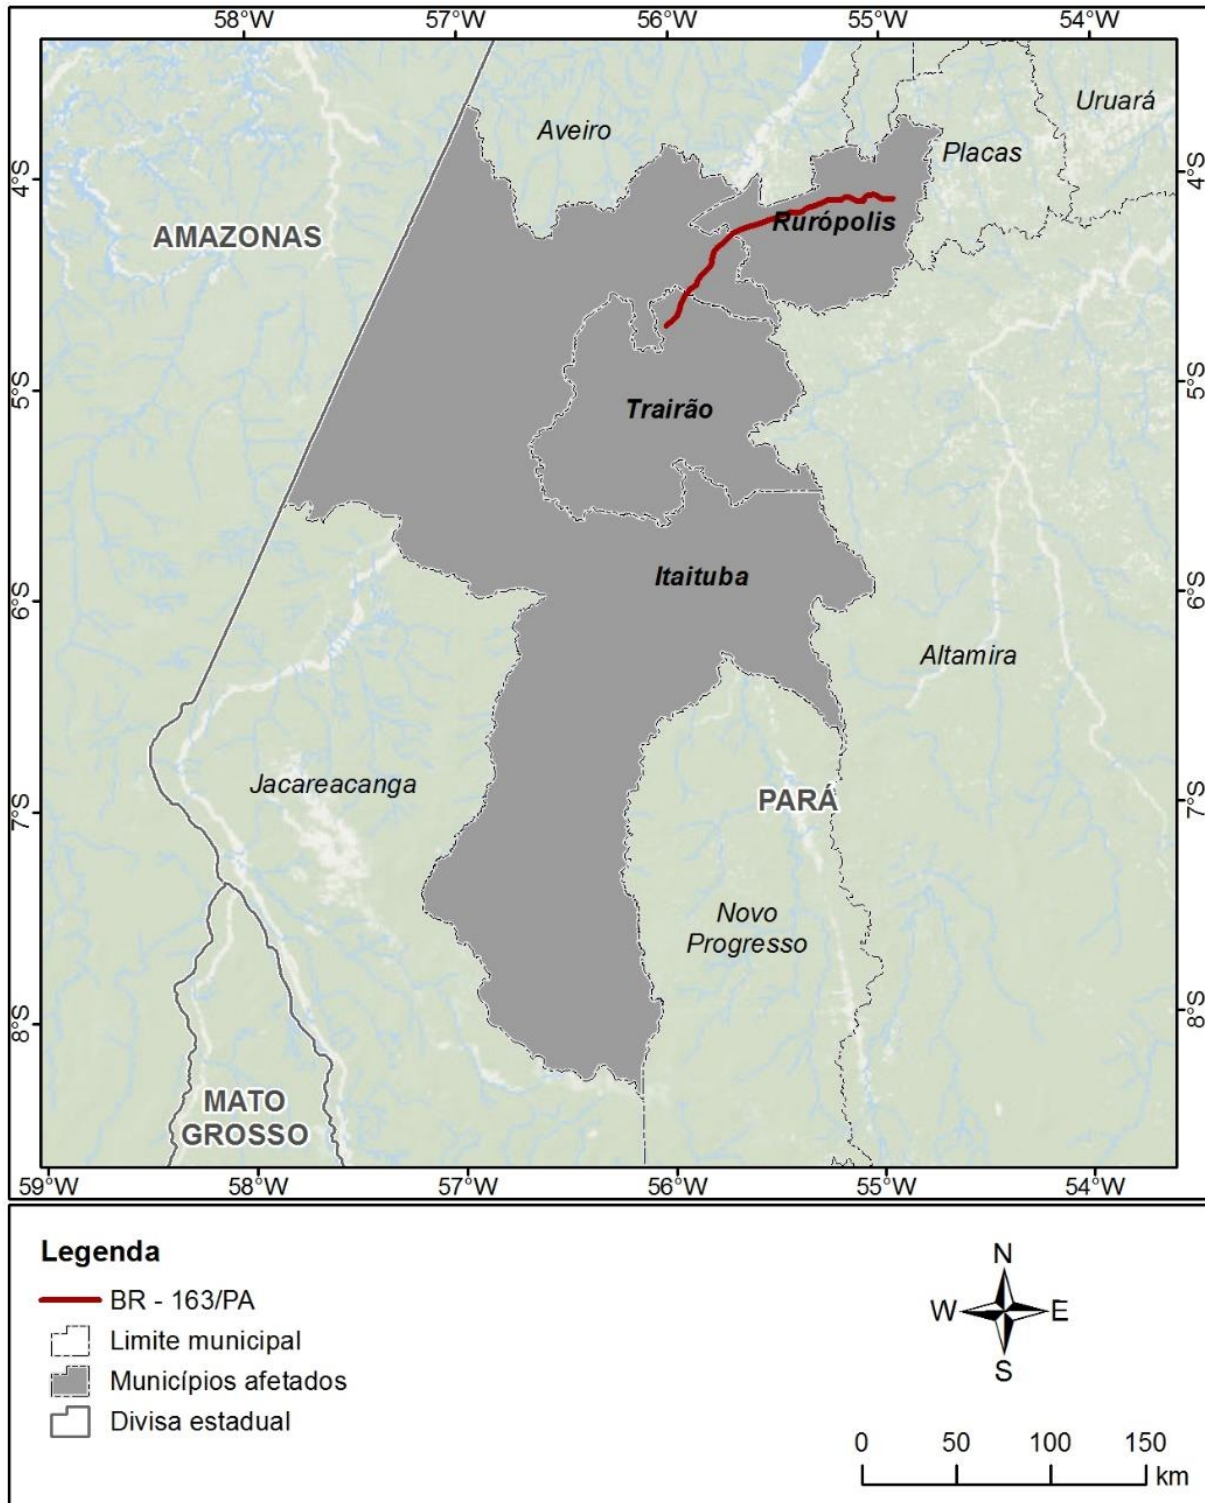 58°W 57°W 56°W 55°W 54°W
Uruará
Aveiro
Placas
4°S 4°S
Rurópolis
AMAZONAS
5°S 5°S
Trairão
Itaituba
6°S 6°S
Altamira
Jacareacanga
PARÁ
7°S 7°S
Novo
Progresso
8°S 8°S
MATO
GROSSO
59°W 58°W 57°W 56°W 55°W 54°W
Legenda
BR - 163/PA
Limite municipal
Municípios afetados
Divisa estadual
N
W E
S
0 50 100 150
km